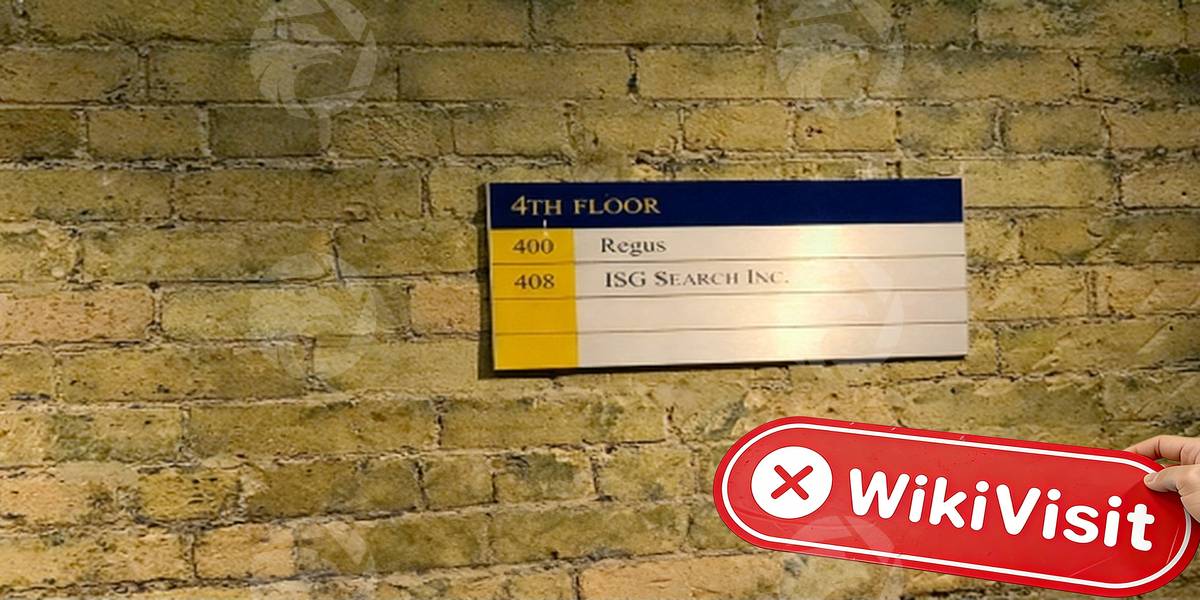 4TH FLOOR
400 Regus
408 ISG SEARCH INC.
WikiVisit